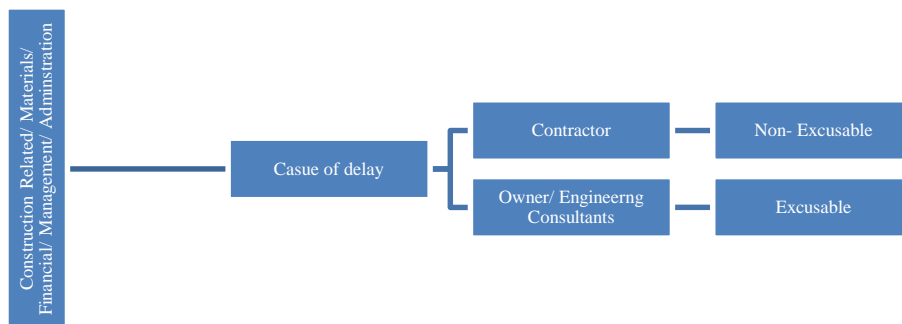 Construction Related/ Materials/
Financial/ Management/ Adminstration
Casue of delay
Contractor
Non- Excusable
Owner/ Engineerng
Consultants
Excusable